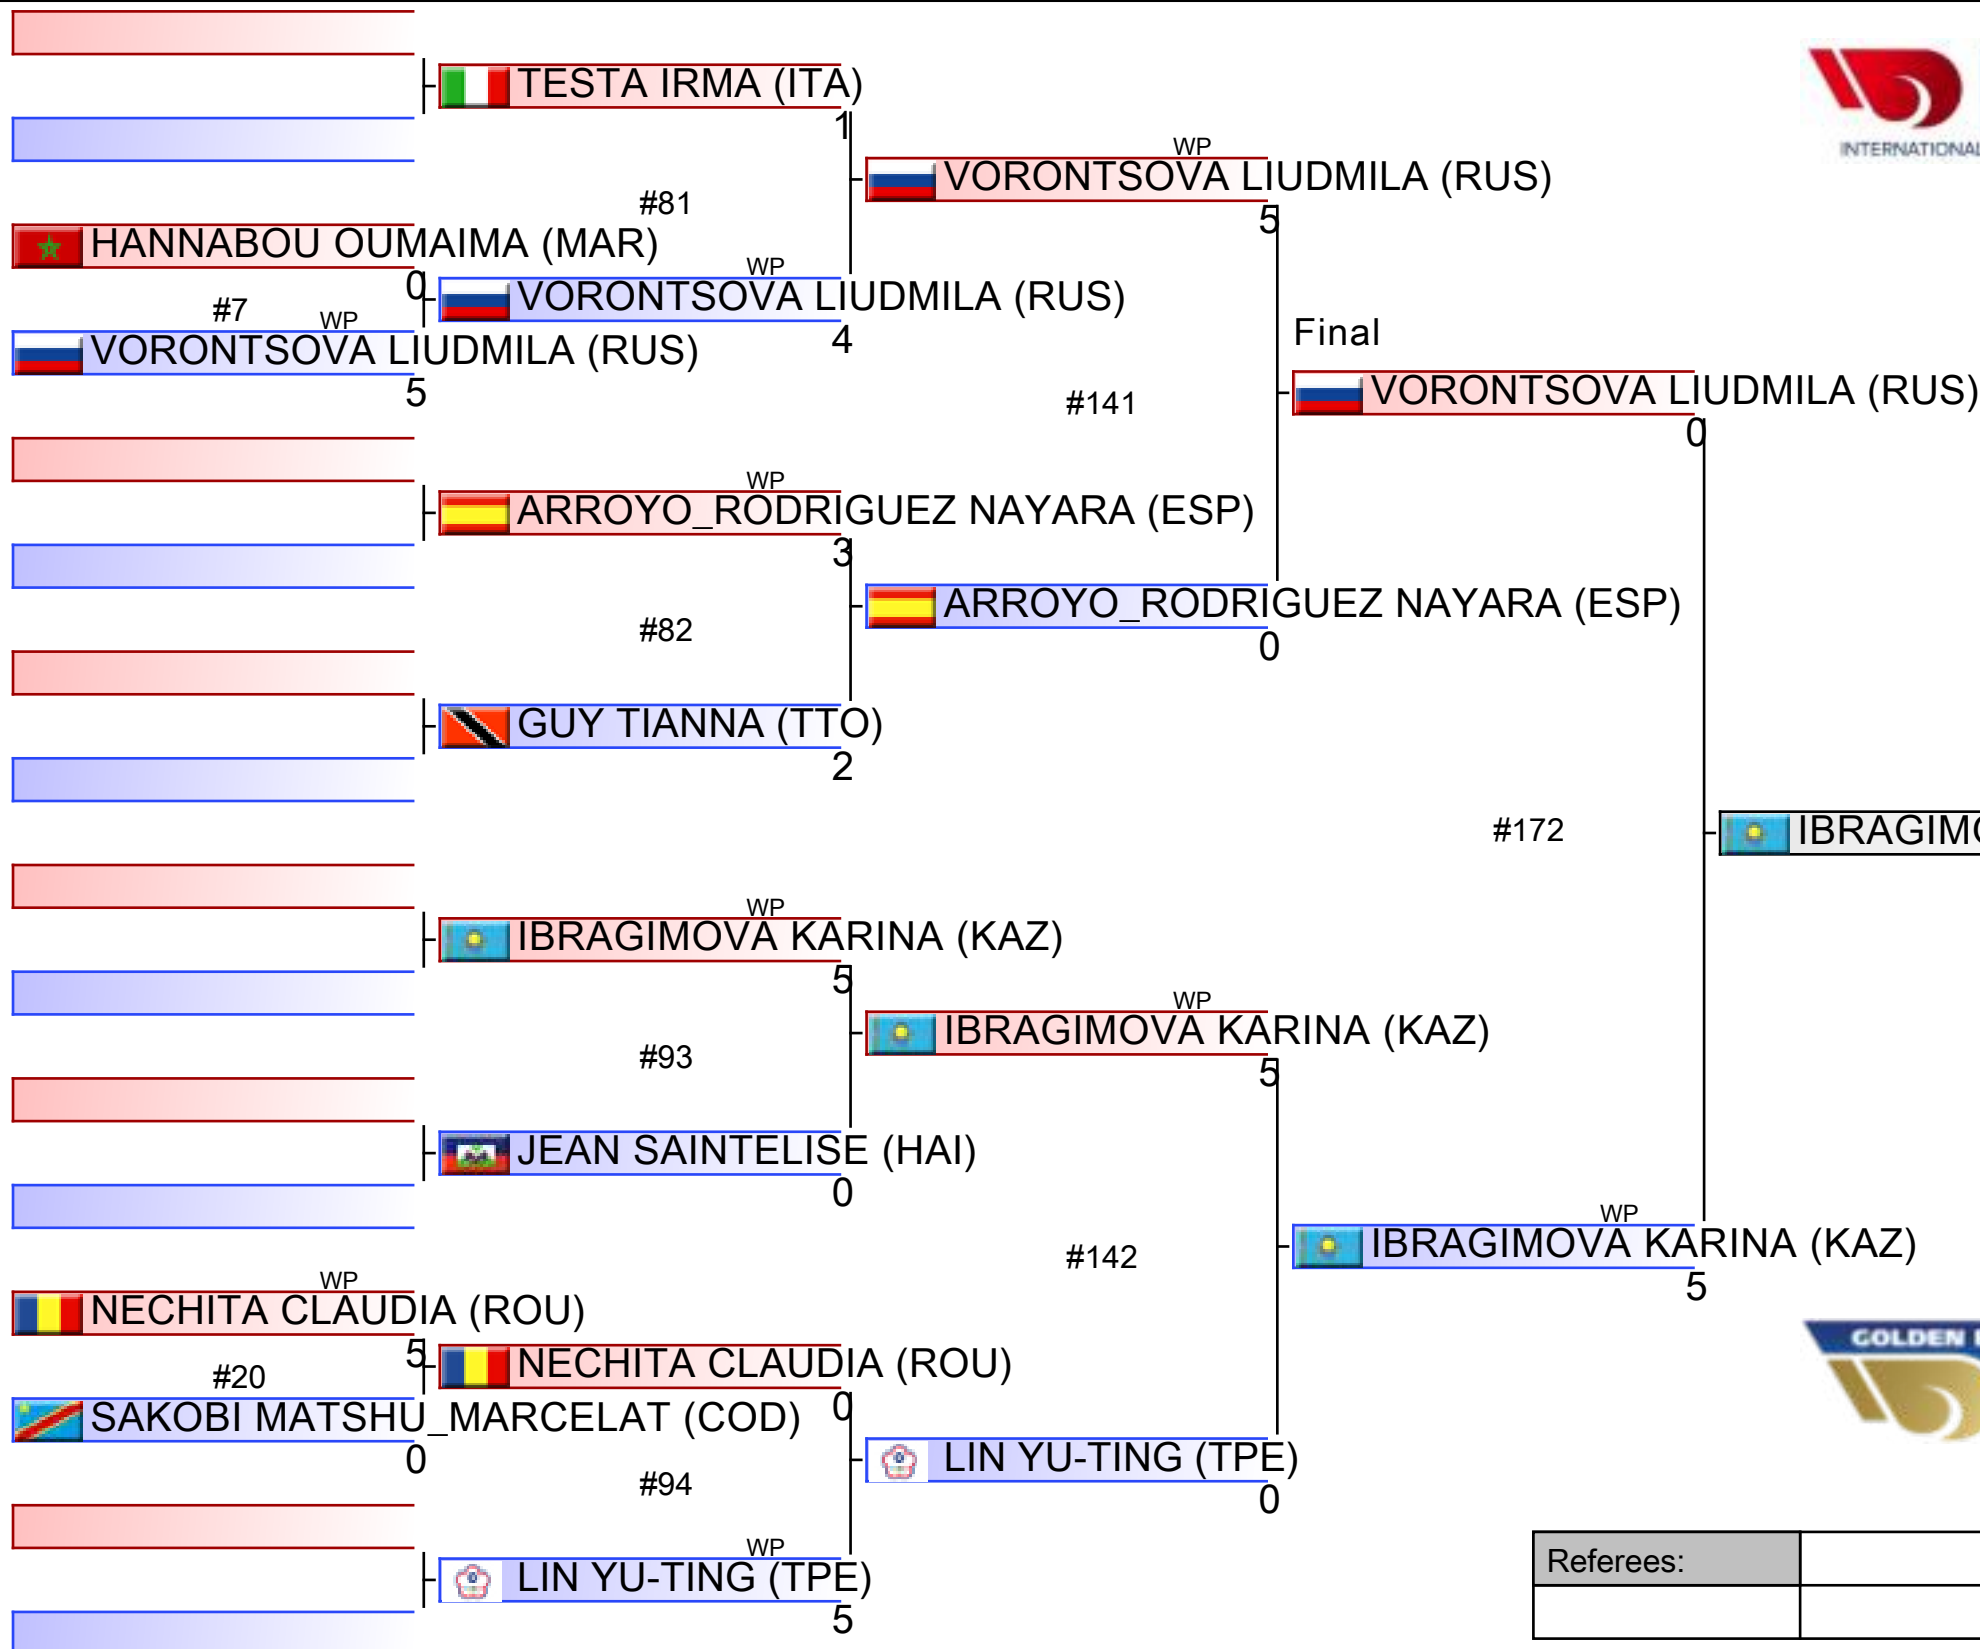 TESTA IRMA (ITA)
1
WP
VORONTSOVA LIUDMILA (RUS)
5
INTERNATIONAL
#81
HANNABOU OUMAIMA (MAR)
0
WP
VORONTSOVA LIUDMILA (RUS)
4
#7
WP
VORONTSOVA LIUDMILA (RUS)
5
Final
VORONTSOVA LIUDMILA (RUS)
0
#141
WP
ARROYO_RODRIGUEZ NAYARA (ESP)
3
ARROYO_RODRIGUEZ NAYARA (ESP)
0
#82
GUY TIANNA (TTO)
2
#172
IBRAGIMO
WP
IBRAGIMOVA KARINA (KAZ)
5
WP
IBRAGIMOVA KARINA (KAZ)
5
#93
JEAN SAINTELISE (HAI)
0
#142
WP
IBRAGIMOVA KARINA (KAZ)
5
WP
NECHITA CLAUDIA (ROU)
5
NECHITA CLAUDIA (ROU)
0
#20
SAKOBI MATSHU_MARCELAT (COD)
0
GOLDEN
LIN YU-TING (TPE)
0
#94
WP
LIN YU-TING (TPE)
5
Referees: